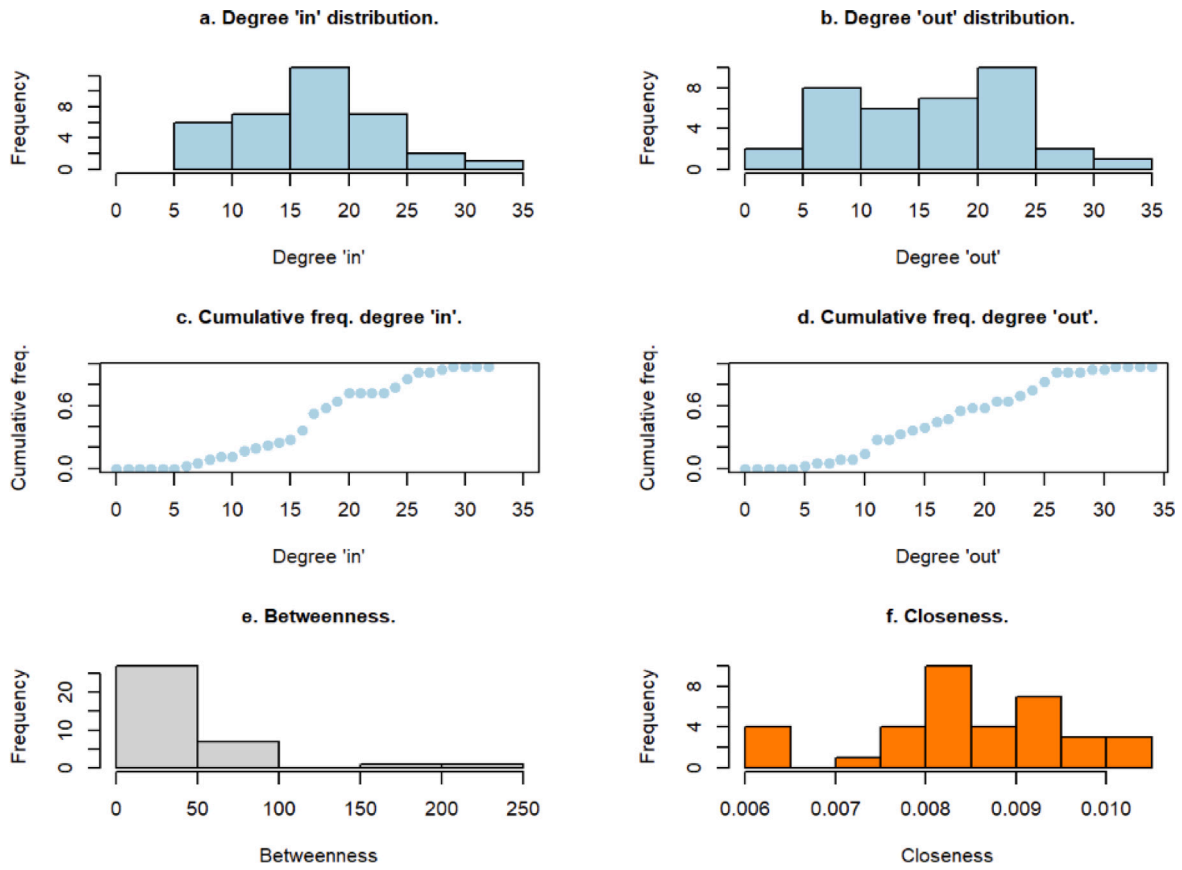 a. Degree 'in' distribution.
Frequency
0 4 8
0 5 10 15 20 25 30 35
Degree 'in'
b. Degree 'out' distribution.
Frequency
0 4 8
0 5 10 15 20 25 30 35
Degree 'out'
c. Cumulative freq. degree 'in'.
Cumulative freq.
0.0 0.6
0 5 10 15 20 25 30 35
Degree 'in'
d. Cumulative freq. degree 'out'.
Cumulative freq.
0.0 0.6
0 5 10 15 20 25 30 35
Degree 'out'
e. Betweenness.
Frequency
0 10 20
0 50 100 150 200 250
Betweenness
f. Closeness.
Frequency
0 4 8
0.006 0.007 0.008 0.009 0.010
Closeness